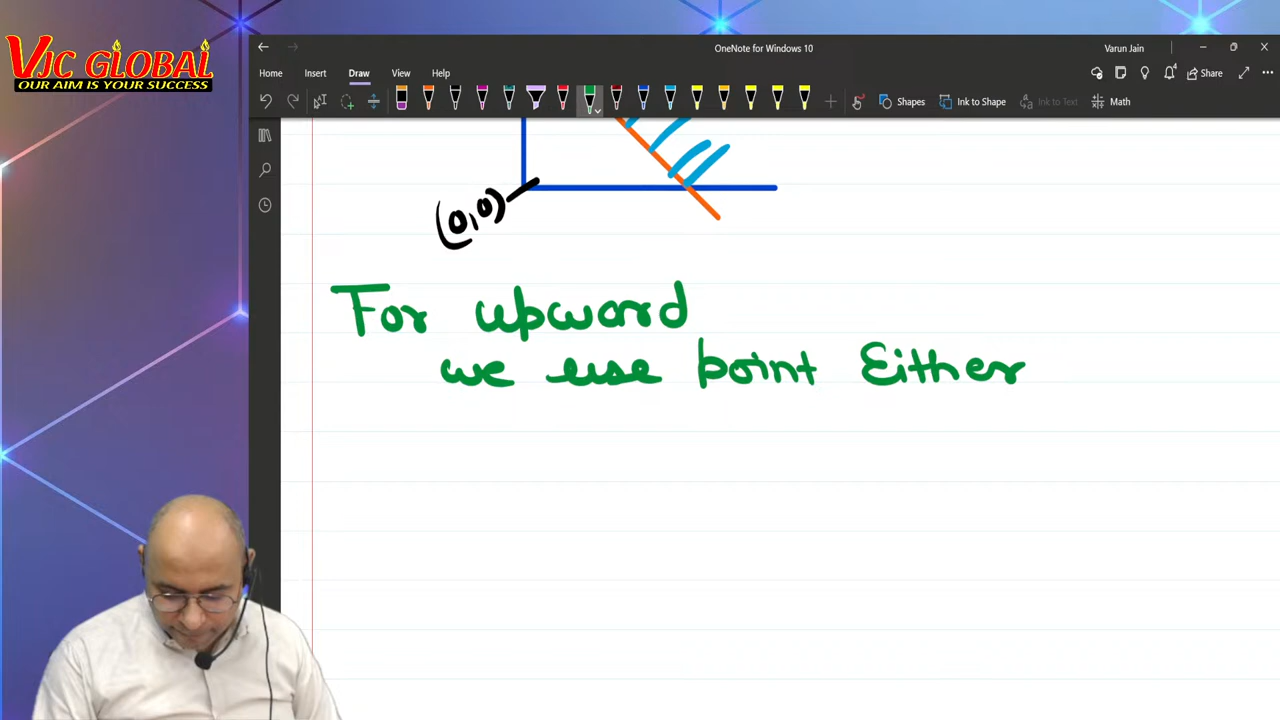 VJC GLOBAL
OUR AIM IS YOUR SUCCESS
OneNote for Windows 10
Varun Jain
Home Insert Draw View Help
Share
Shapes
Ink to Shape
Ink to Text
Math
(0,0)
For upward
we use point Either